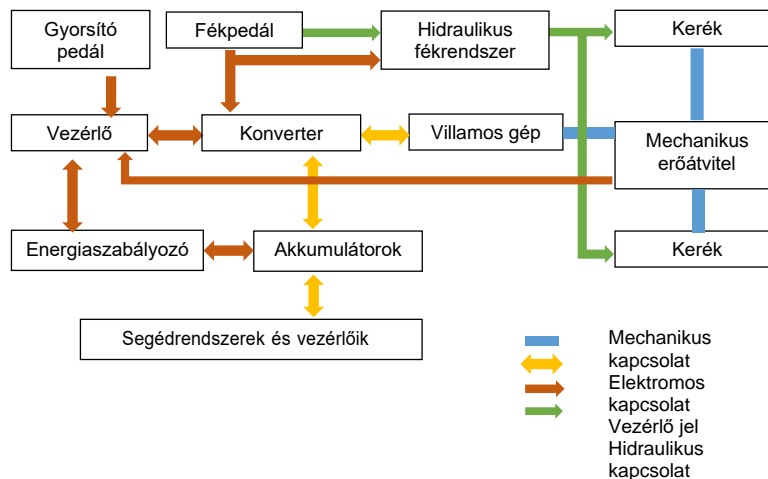 Gyorsító
pedál
Fékpedál
Hidraulikus
fékrendszer
Kerék
Vezérlő
Konverter
Villamos gép
Mechanikus
erőátvitel
Energiaszabályozó
Akkumulátorok
Kerék
Segédrendszerek és vezérlőik
Mechanikus
kapcsolat
Elektromos
kapcsolat
Vezérlő jel
Hidraulikus
kapcsolat